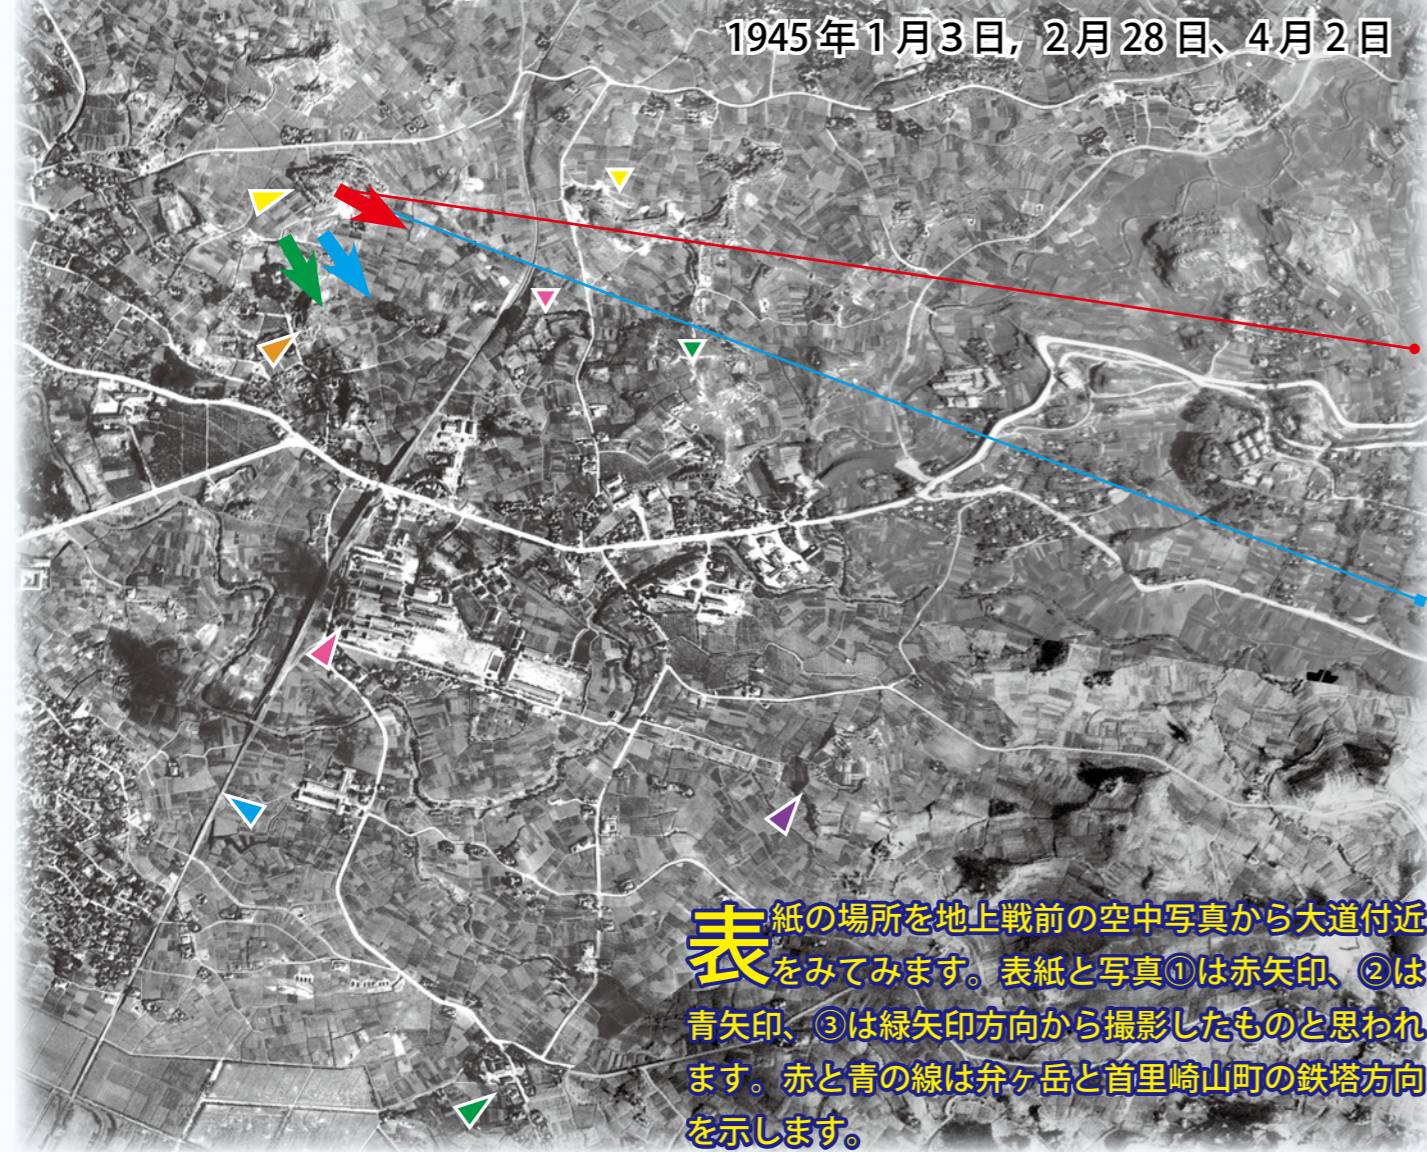 1945年1月3日, 2月28日、4月2日
表紙の場所を地上戦前の空中写真から大道付近
をみてみます。表紙と写真①は赤矢印、②は
青矢印、③は緑矢印方向から撮影したものと思われ
ます。赤と青の線は弁ヶ岳と首里崎山町の鉄塔方向
を示します。